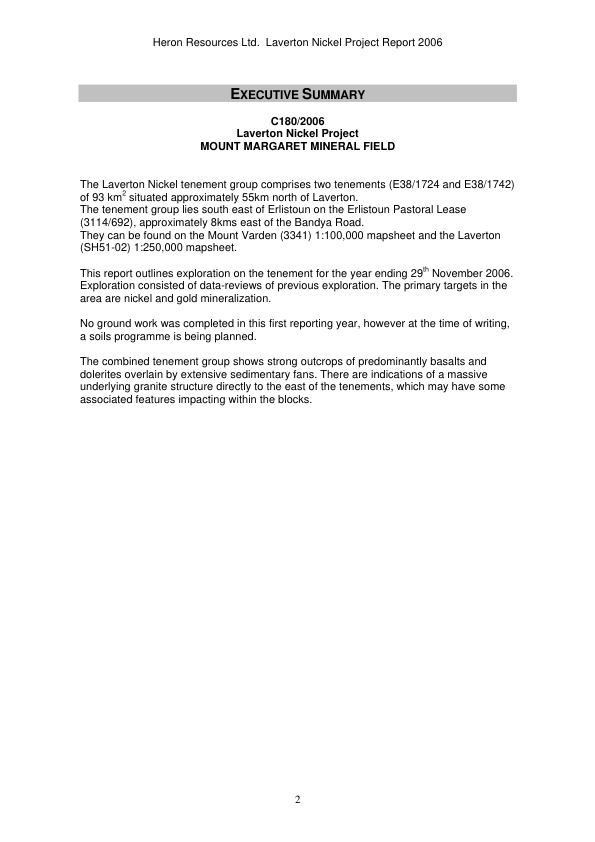 Heron Resources Ltd.  Laverton Nickel Project Report 2006
EXECUTIVE SUMMARY
C180/2006
Laverton Nickel Project
MOUNT MARGARET MINERAL FIELD
The Laverton Nickel tenement group comprises two tenements (E38/1724 and E38/1742)
of 93 km² situated approximately 55km north of Laverton.
The tenement group lies south east of Erlistoun on the Erlistoun Pastoral Lease
(3114/692), approximately 8kms east of the Bandya Road.
They can be found on the Mount Varden (3341) 1:100,000 mapsheet and the Laverton
(SH51-02) 1:250,000 mapsheet.
This report outlines exploration on the tenement for the year ending 29th November 2006.
Exploration consisted of data-reviews of previous exploration. The primary targets in the
area are nickel and gold mineralization.
No ground work was completed in this first reporting year, however at the time of writing,
a soils programme is being planned.
The combined tenement group shows strong outcrops of predominantly basalts and
dolerites overlain by extensive sedimentary fans. There are indications of a massive
underlying granite structure directly to the east of the tenements, which may have some
associated features impacting within the blocks.
2